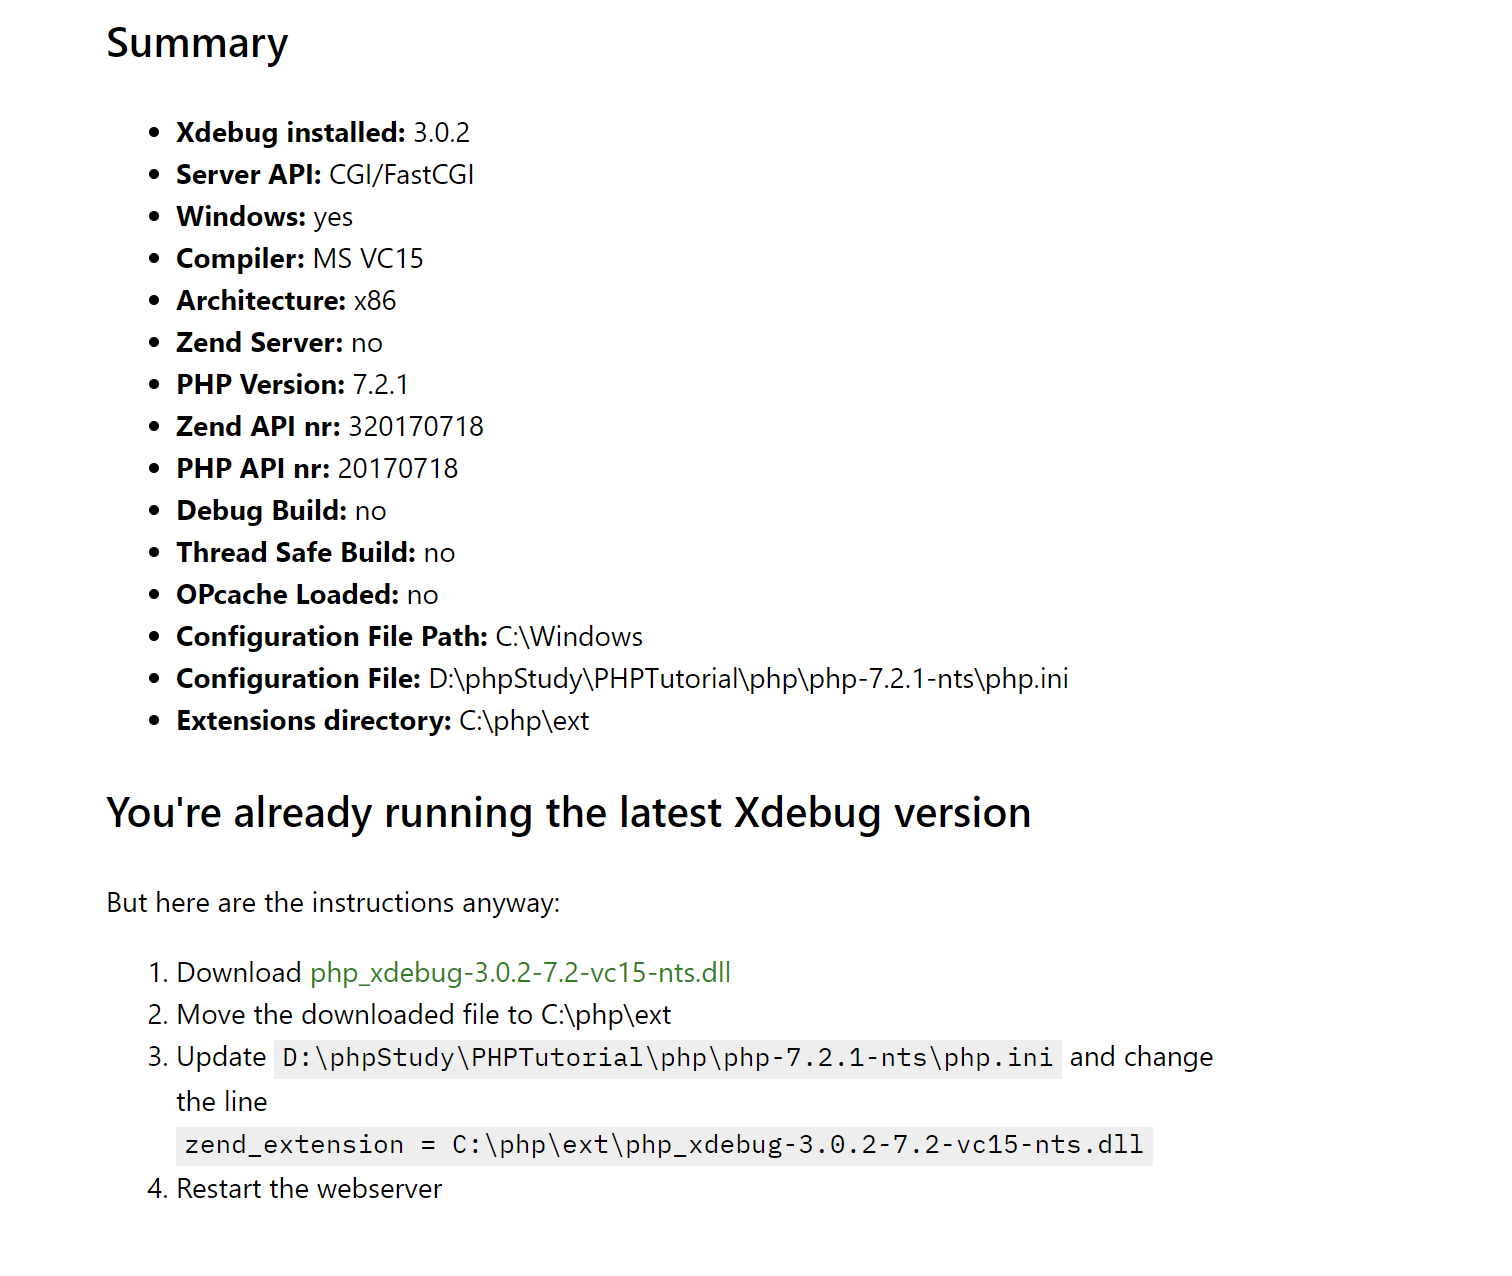 Summary
Xdebug installed: 3.0.2
Server API: CGI/FastCGI
Windows: yes
Compiler: MS VC15
Architecture: x86
Zend Server: no
PHP Version: 7.2.1
Zend API nr: 320170718
PHP API nr: 20170718
Debug Build: no
Thread Safe Build: no
OPcache Loaded: no
Configuration File Path: C:\Windows
Configuration File: D:\phpStudy\PHPTutorial\php\php-7.2.1-nts\php.ini
Extensions directory: C:\php\ext
You're already running the latest Xdebug version
But here are the instructions anyway:
1. Download php_xdebug-3.0.2-7.2-vc15-nts.dll
2. Move the downloaded file to C:\php\ext
3. Update D:\phpStudy\PHPTutorial\php\php-7.2.1-nts\php.ini and change
the line
zend_extension = C:\php\ext\php_xdebug-3.0.2-7.2-vc15-nts.dll
4. Restart the webserver